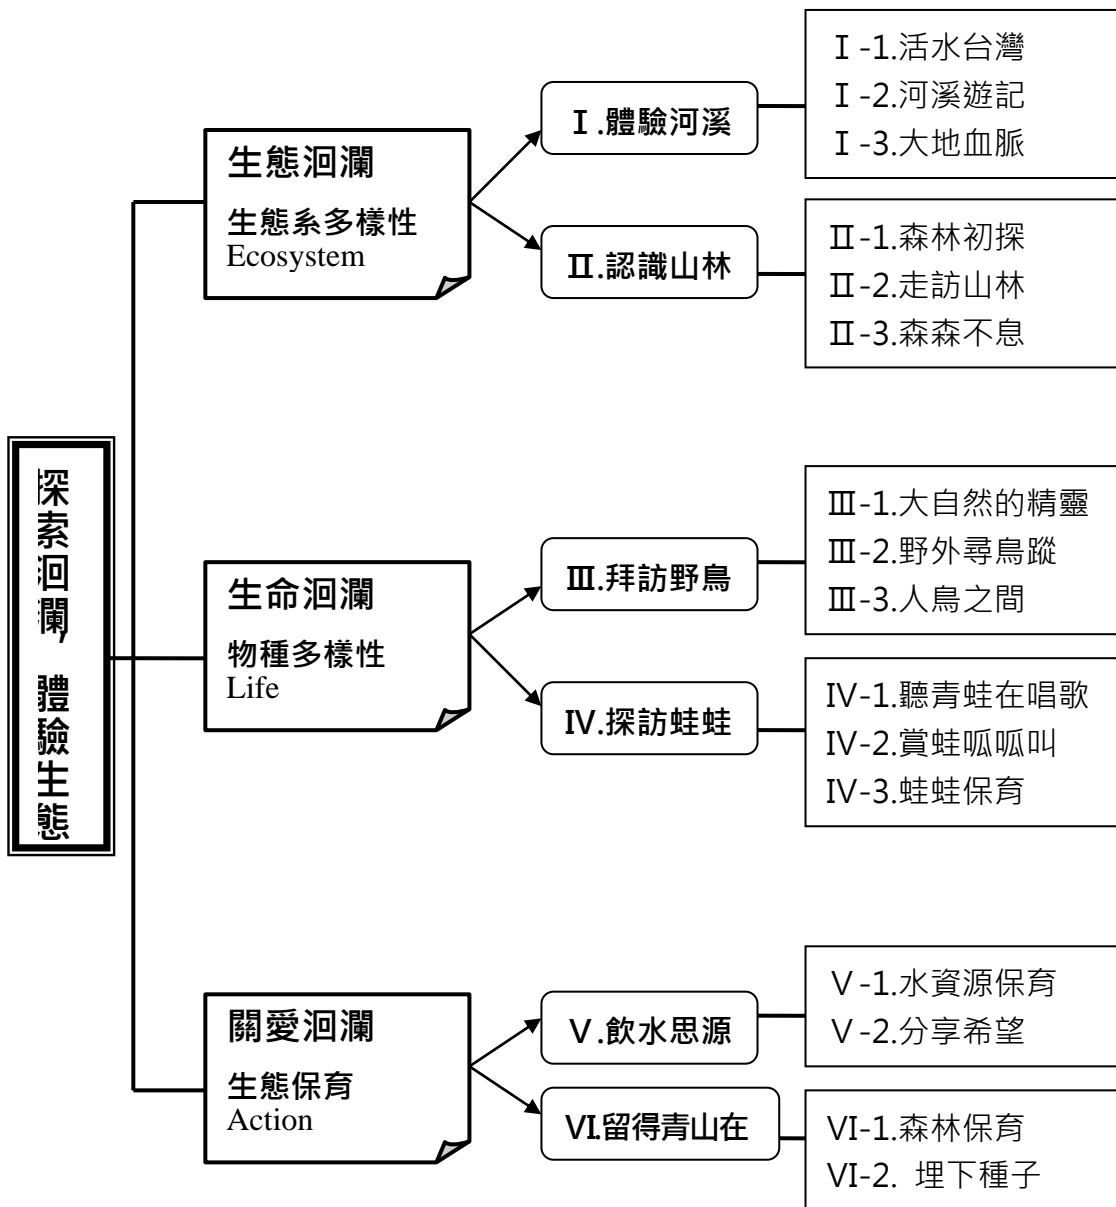 探索洄瀾，體驗生態
生態洄瀾
生態系多樣性
Ecosystem
Ⅰ.體驗河溪
Ⅰ-1.活水台灣
Ⅰ-2.河溪遊記
Ⅰ-3.大地血脈
Ⅱ.認識山林
Ⅱ-1.森林初探
Ⅱ-2.走訪山林
Ⅱ-3.森森不息
生命洄瀾
物種多樣性
Life
Ⅲ.拜訪野鳥
Ⅲ-1.大自然的精靈
Ⅲ-2.野外尋鳥蹤
Ⅲ-3.人鳥之間
Ⅳ.探訪蛙蛙
Ⅳ-1.聽青蛙在唱歌
Ⅳ-2.賞蛙呱呱叫
Ⅳ-3.蛙蛙保育
關愛洄瀾
生態保育
Action
Ⅴ.飲水思源
Ⅴ-1.水資源保育
Ⅴ-2.分享希望
Ⅵ.留得青山在
Ⅵ-1.森林保育
Ⅵ-2. 埋下種子